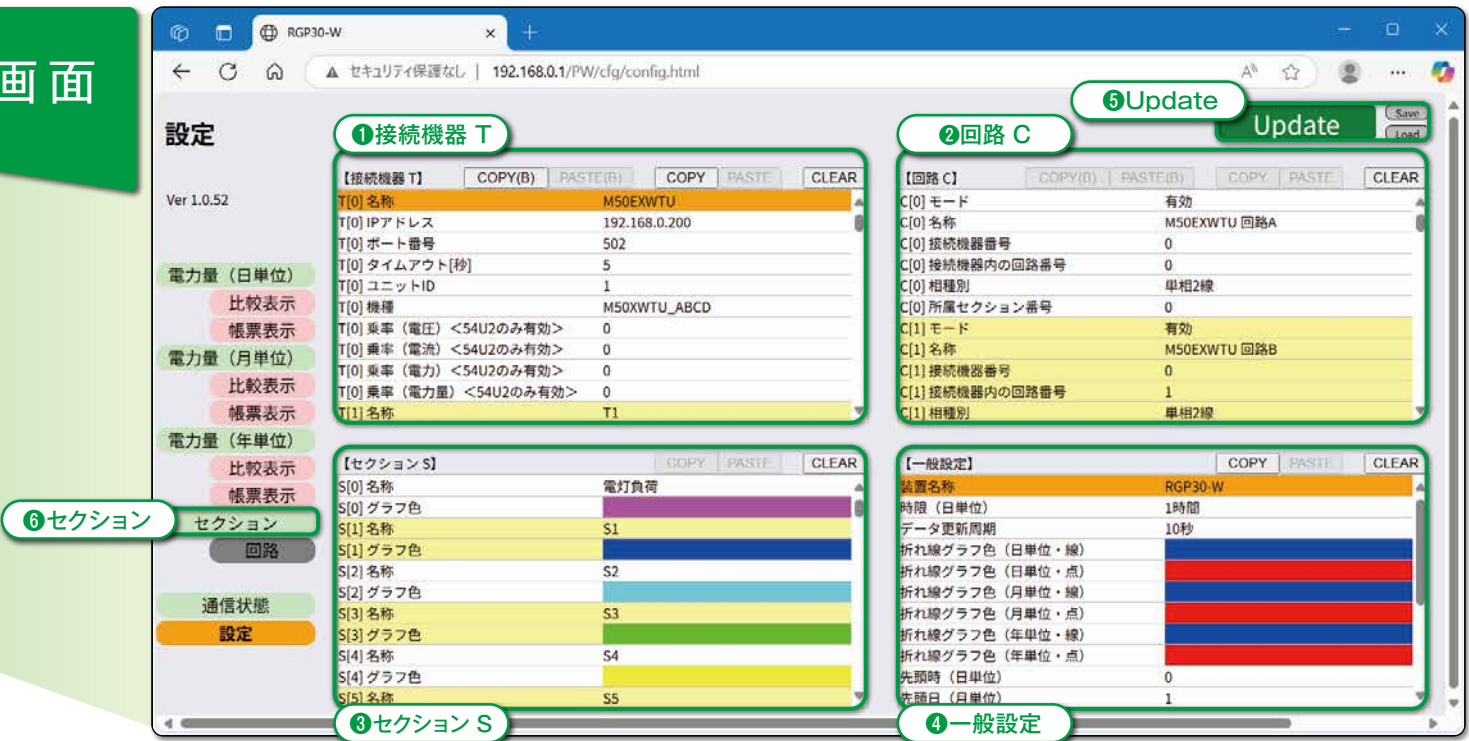 画面
RGP30-W
セキュリティ保護なし | 192.168.0.1/PW/cfg/config.html
設定
Ver 1.0.52
電力量（日単位）
比較表示
帳票表示
電力量（月単位）
比較表示
帳票表示
電力量（年単位）
比較表示
帳票表示
❻セクション
セクション
回路
通信状態
設定
❶接続機器 T
【接続機器 T】 COPY(B) PASTE(B) COPY PASTE CLEAR
T[0] 名称 M50EXWTU
T[0] IPアドレス 192.168.0.200
T[0] ポート番号 502
T[0] タイムアウト[秒] 5
T[0] ユニットID 1
T[0] 機種 M50XWTU_ABCD
T[0] 乗率（電圧）<54U2のみ有効> 0
T[0] 乗率（電流）<54U2のみ有効> 0
T[0] 乗率（電力）<54U2のみ有効> 0
T[0] 乗率（電力量）<54U2のみ有効> 0
T[1] 名称 T1
❺Update
Update
Save
Load
❷回路 C
【回路 C】 COPY(B) PASTE(B) COPY PASTE CLEAR
C[0] モード 有効
C[0] 名称 M50EXWTU 回路A
C[0] 接続機器番号 0
C[0] 接続機器内の回路番号 0
C[0] 相種別 単相2線
C[0] 所属セクション番号 0
C[1] モード 有効
C[1] 名称 M50EXWTU 回路B
C[1] 接続機器番号 0
C[1] 接続機器内の回路番号 1
C[1] 相種別 単相2線
【セクション S】 COPY PASTE CLEAR
S[0] 名称 電灯負荷
S[0] グラフ色
S[1] 名称 S1
S[1] グラフ色
S[2] 名称 S2
S[2] グラフ色
S[3] 名称 S3
S[3] グラフ色
S[4] 名称 S4
S[4] グラフ色
S[5] 名称 S5
❸セクション S
【一般設定】 COPY PASTE CLEAR
装置名称 RGP30-W
時限（日単位） 1時間
データ更新周期 10秒
折れ線グラフ色（日単位・線）
折れ線グラフ色（日単位・点）
折れ線グラフ色（月単位・線）
折れ線グラフ色（月単位・点）
折れ線グラフ色（年単位・線）
折れ線グラフ色（年単位・点）
先頭時（日単位） 0
先頭日（月単位） 1
❹一般設定